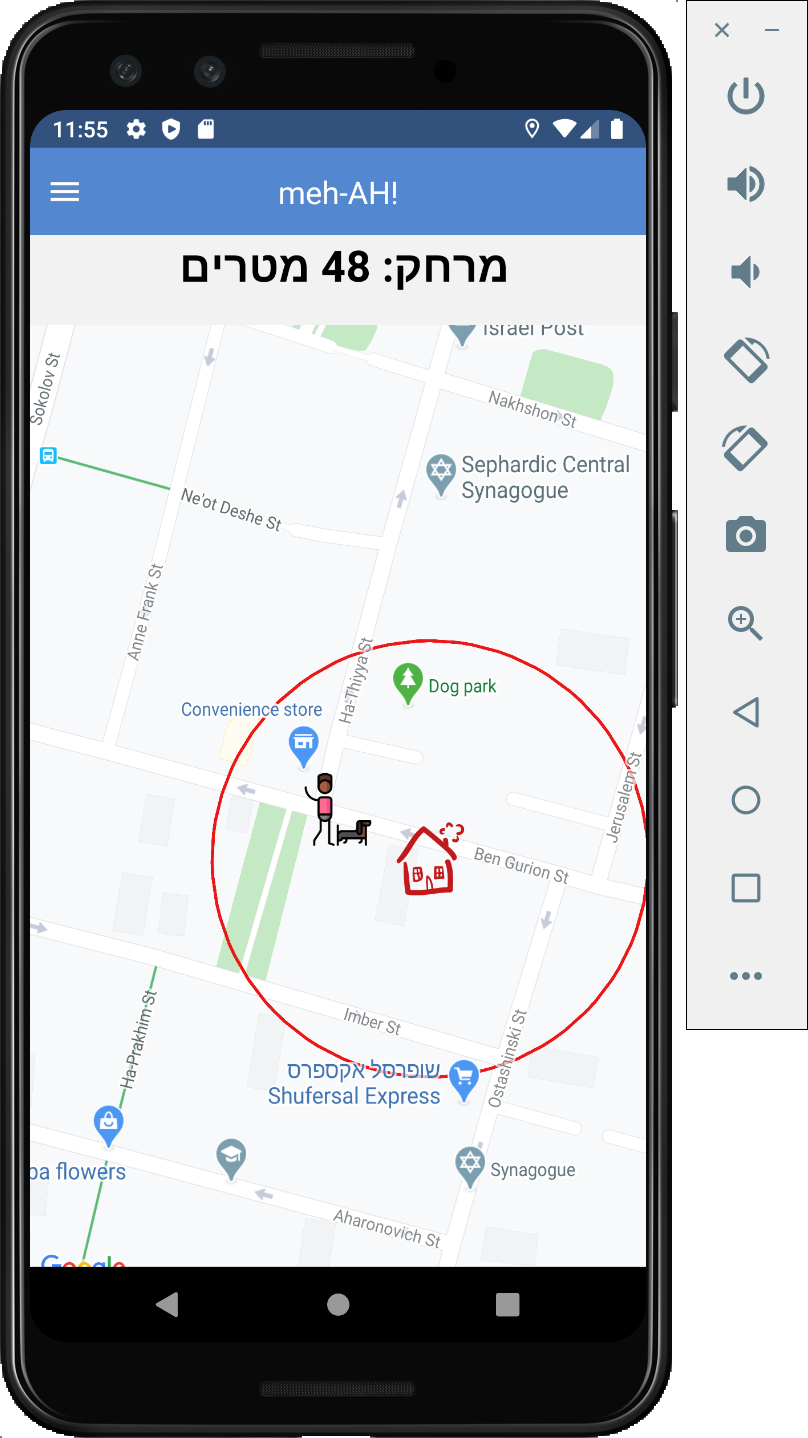 11:55
meh-AH!
מרחק: 48 מטרים
Israel Post
Sokolov St
Nakhshon St
Sephardic Central
Synagogue
Ne'ot Deshe St
Anne Frank St
Ha-Thiyya St
Dog park
Convenience store
Jerusalem St
Ben Gurion St
Imber St
Ha-Prakhim St
Ostashinski St
שופרסל אקספרס
Shufersal Express
pa flowers
Synagogue
Aharonovich St
Google